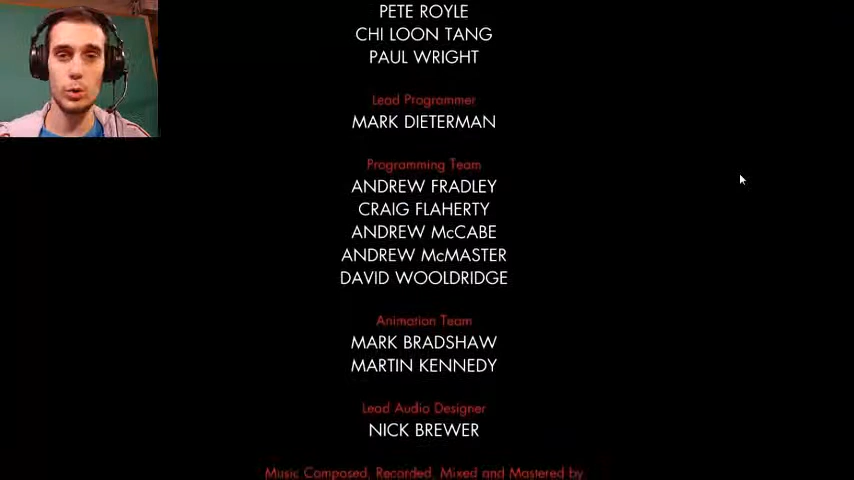 PETE ROYLE
CHI LOON TANG
PAUL WRIGHT
Lead Programmer
MARK DIETERMAN
Programming Team
ANDREW FRADLEY
CRAIG FLAHERTY
ANDREW McCABE
ANDREW McMASTER
DAVID WOOLDRIDGE
Animation Team
MARK BRADSHAW
MARTIN KENNEDY
Lead Audio Designer
NICK BREWER
Music Composed, Recorded, Mixed and Mastered by